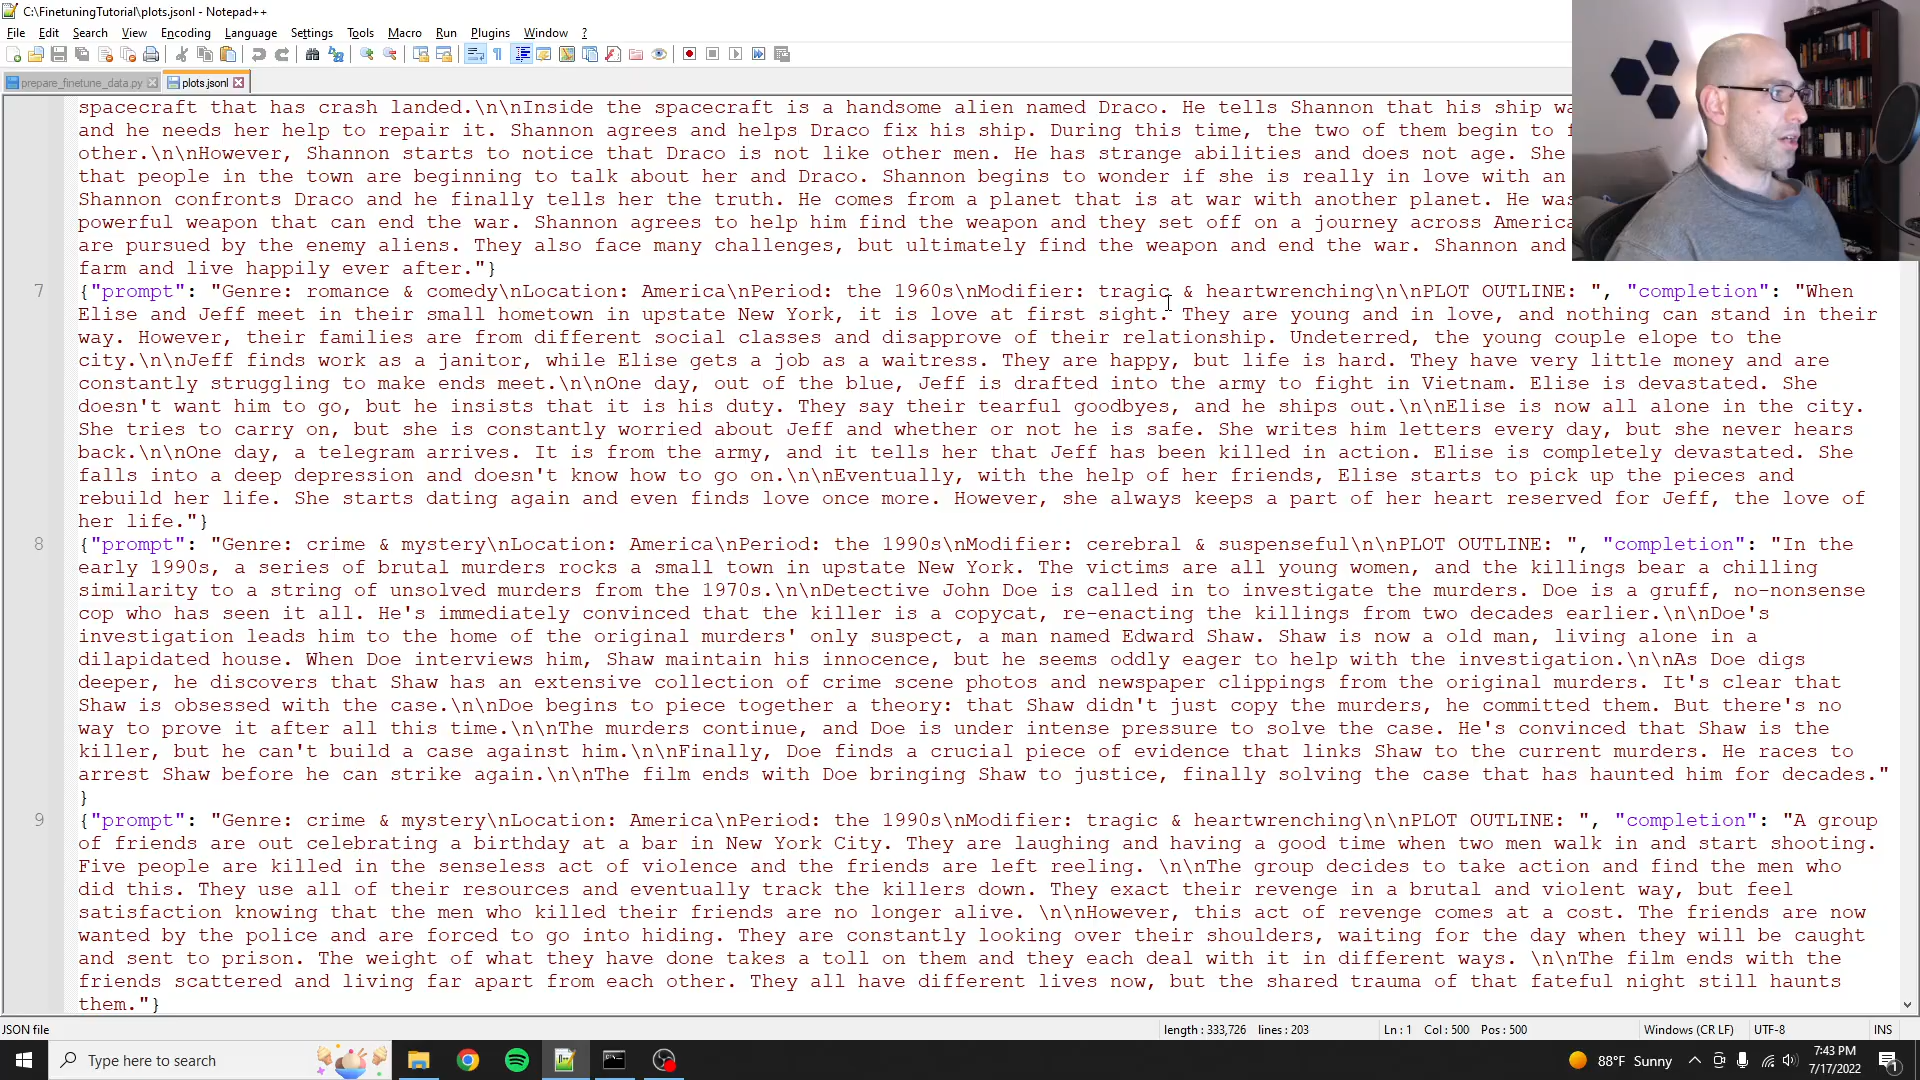 C:\FinetuningTutorial\plots.jsonl - Notepad++
File Edit Search View Encoding Language Settings Tools Macro Run Plugins Window ?
prepare_finetune_data.py plots.jsonl
spacecraft that has crash landed.\n\nInside the spacecraft is a handsome alien named Draco. He tells Shannon that his ship
and he needs her help to repair it. Shannon agrees and helps Draco fix his ship. During this time, the two of them begin to
other.\n\nHowever, Shannon starts to notice that Draco is not like other men. He has strange abilities and does not age. She
that people in the town are beginning to talk about her and Draco. Shannon begins to wonder if she is really in love with an
Shannon confronts Draco and he finally tells her the truth. He comes from a planet that is at war with another planet. He
powerful weapon that can end the war. Shannon agrees to help him find the weapon and they set off on a journey across America
are pursued by the enemy aliens. They also face many challenges, but ultimately find the weapon and end the war. Shannon and
farm and live happily ever after."}
7 {"prompt": "Genre: romance & comedy\nLocation: America\nPeriod: the 1960s\nModifier: tragic & heartwrenching\n\nPLOT OUTLINE: ", "completion": "When
Elise and Jeff meet in their small hometown in upstate New York, it is love at first sight. They are young and in love, and nothing can stand in their
way. However, their families are from different social classes and disapprove of their relationship. Undeterred, the young couple elope to the
city.\n\nJeff finds work as a janitor, while Elise gets a job as a waitress. They are happy, but life is hard. They have very little money and are
constantly struggling to make ends meet.\n\nOne day, out of the blue, Jeff is drafted into the army to fight in Vietnam. Elise is devastated. She
doesn't want him to go, but he insists that it is his duty. They say their tearful goodbyes, and he ships out.\n\nElise is now all alone in the city.
She tries to carry on, but she is constantly worried about Jeff and whether or not he is safe. She writes him letters every day, but she never hears
back.\n\nOne day, a telegram arrives. It is from the army, and it tells her that Jeff has been killed in action. Elise is completely devastated. She
falls into a deep depression and doesn't know how to go on.\n\nEventually, with the help of her friends, Elise starts to pick up the pieces and
rebuild her life. She starts dating again and even finds love once more. However, she always keeps a part of her heart reserved for Jeff, the love of
her life."}
8 {"prompt": "Genre: crime & mystery\nLocation: America\nPeriod: the 1990s\nModifier: cerebral & suspenseful\n\nPLOT OUTLINE: ", "completion": "In the
early 1990s, a series of brutal murders rocks a small town in upstate New York. The victims are all young women, and the killings bear a chilling
similarity to a string of unsolved murders from the 1970s.\n\nDetective John Doe is called in to investigate the murders. Doe is a gruff, no-nonsense
cop who has seen it all. He's immediately convinced that the killer is a copycat, re-enacting the killings from two decades earlier.\n\nDoe's
investigation leads him to the home of the original murders' only suspect, a man named Edward Shaw. Shaw is now a old man, living alone in a
dilapidated house. When Doe interviews him, Shaw maintain his innocence, but he seems oddly eager to help with the investigation.\n\nAs Doe digs
deeper, he discovers that Shaw has an extensive collection of crime scene photos and newspaper clippings from the original murders. It's clear that
Shaw is obsessed with the case.\n\nDoe begins to piece together a theory: that Shaw didn't just copy the murders, he committed them. But there's no
way to prove it after all this time.\n\nThe murders continue, and Doe is under intense pressure to solve the case. He's convinced that Shaw is the
killer, but he can't build a case against him.\n\nFinally, Doe finds a crucial piece of evidence that links Shaw to the current murders. He races to
arrest Shaw before he can strike again.\n\nThe film ends with Doe bringing Shaw to justice, finally solving the case that has haunted him for decades."
}
9 {"prompt": "Genre: crime & mystery\nLocation: America\nPeriod: the 1990s\nModifier: tragic & heartwrenching\n\nPLOT OUTLINE: ", "completion": "A group
of friends are out celebrating a birthday at a bar in New York City. They are laughing and having a good time when two men walk in and start shooting.
Five people are killed in the senseless act of violence and the friends are left reeling. \n\nThe group decides to take action and find the men who
did this. They use all of their resources and eventually track the killers down. They exact their revenge in a brutal and violent way, but feel
satisfaction knowing that the men who killed their friends are no longer alive. \n\nHowever, this act of revenge comes at a cost. The friends are now
wanted by the police and are forced to go into hiding. They are constantly looking over their shoulders, waiting for the day when they will be caught
and sent to prison. The weight of what they have done takes a toll on them and they each deal with it in different ways. \n\nThe film ends with the
friends scattered and living far apart from each other. They all have different lives now, but the shared trauma of that fateful night still haunts
them."}
JSON file length : 333,726 lines : 203 Ln : 1 Col : 500 Pos : 500 Windows (CR LF) UTF-8 INS
Type here to search 88°F Sunny 7:43 PM
7/17/2022 1